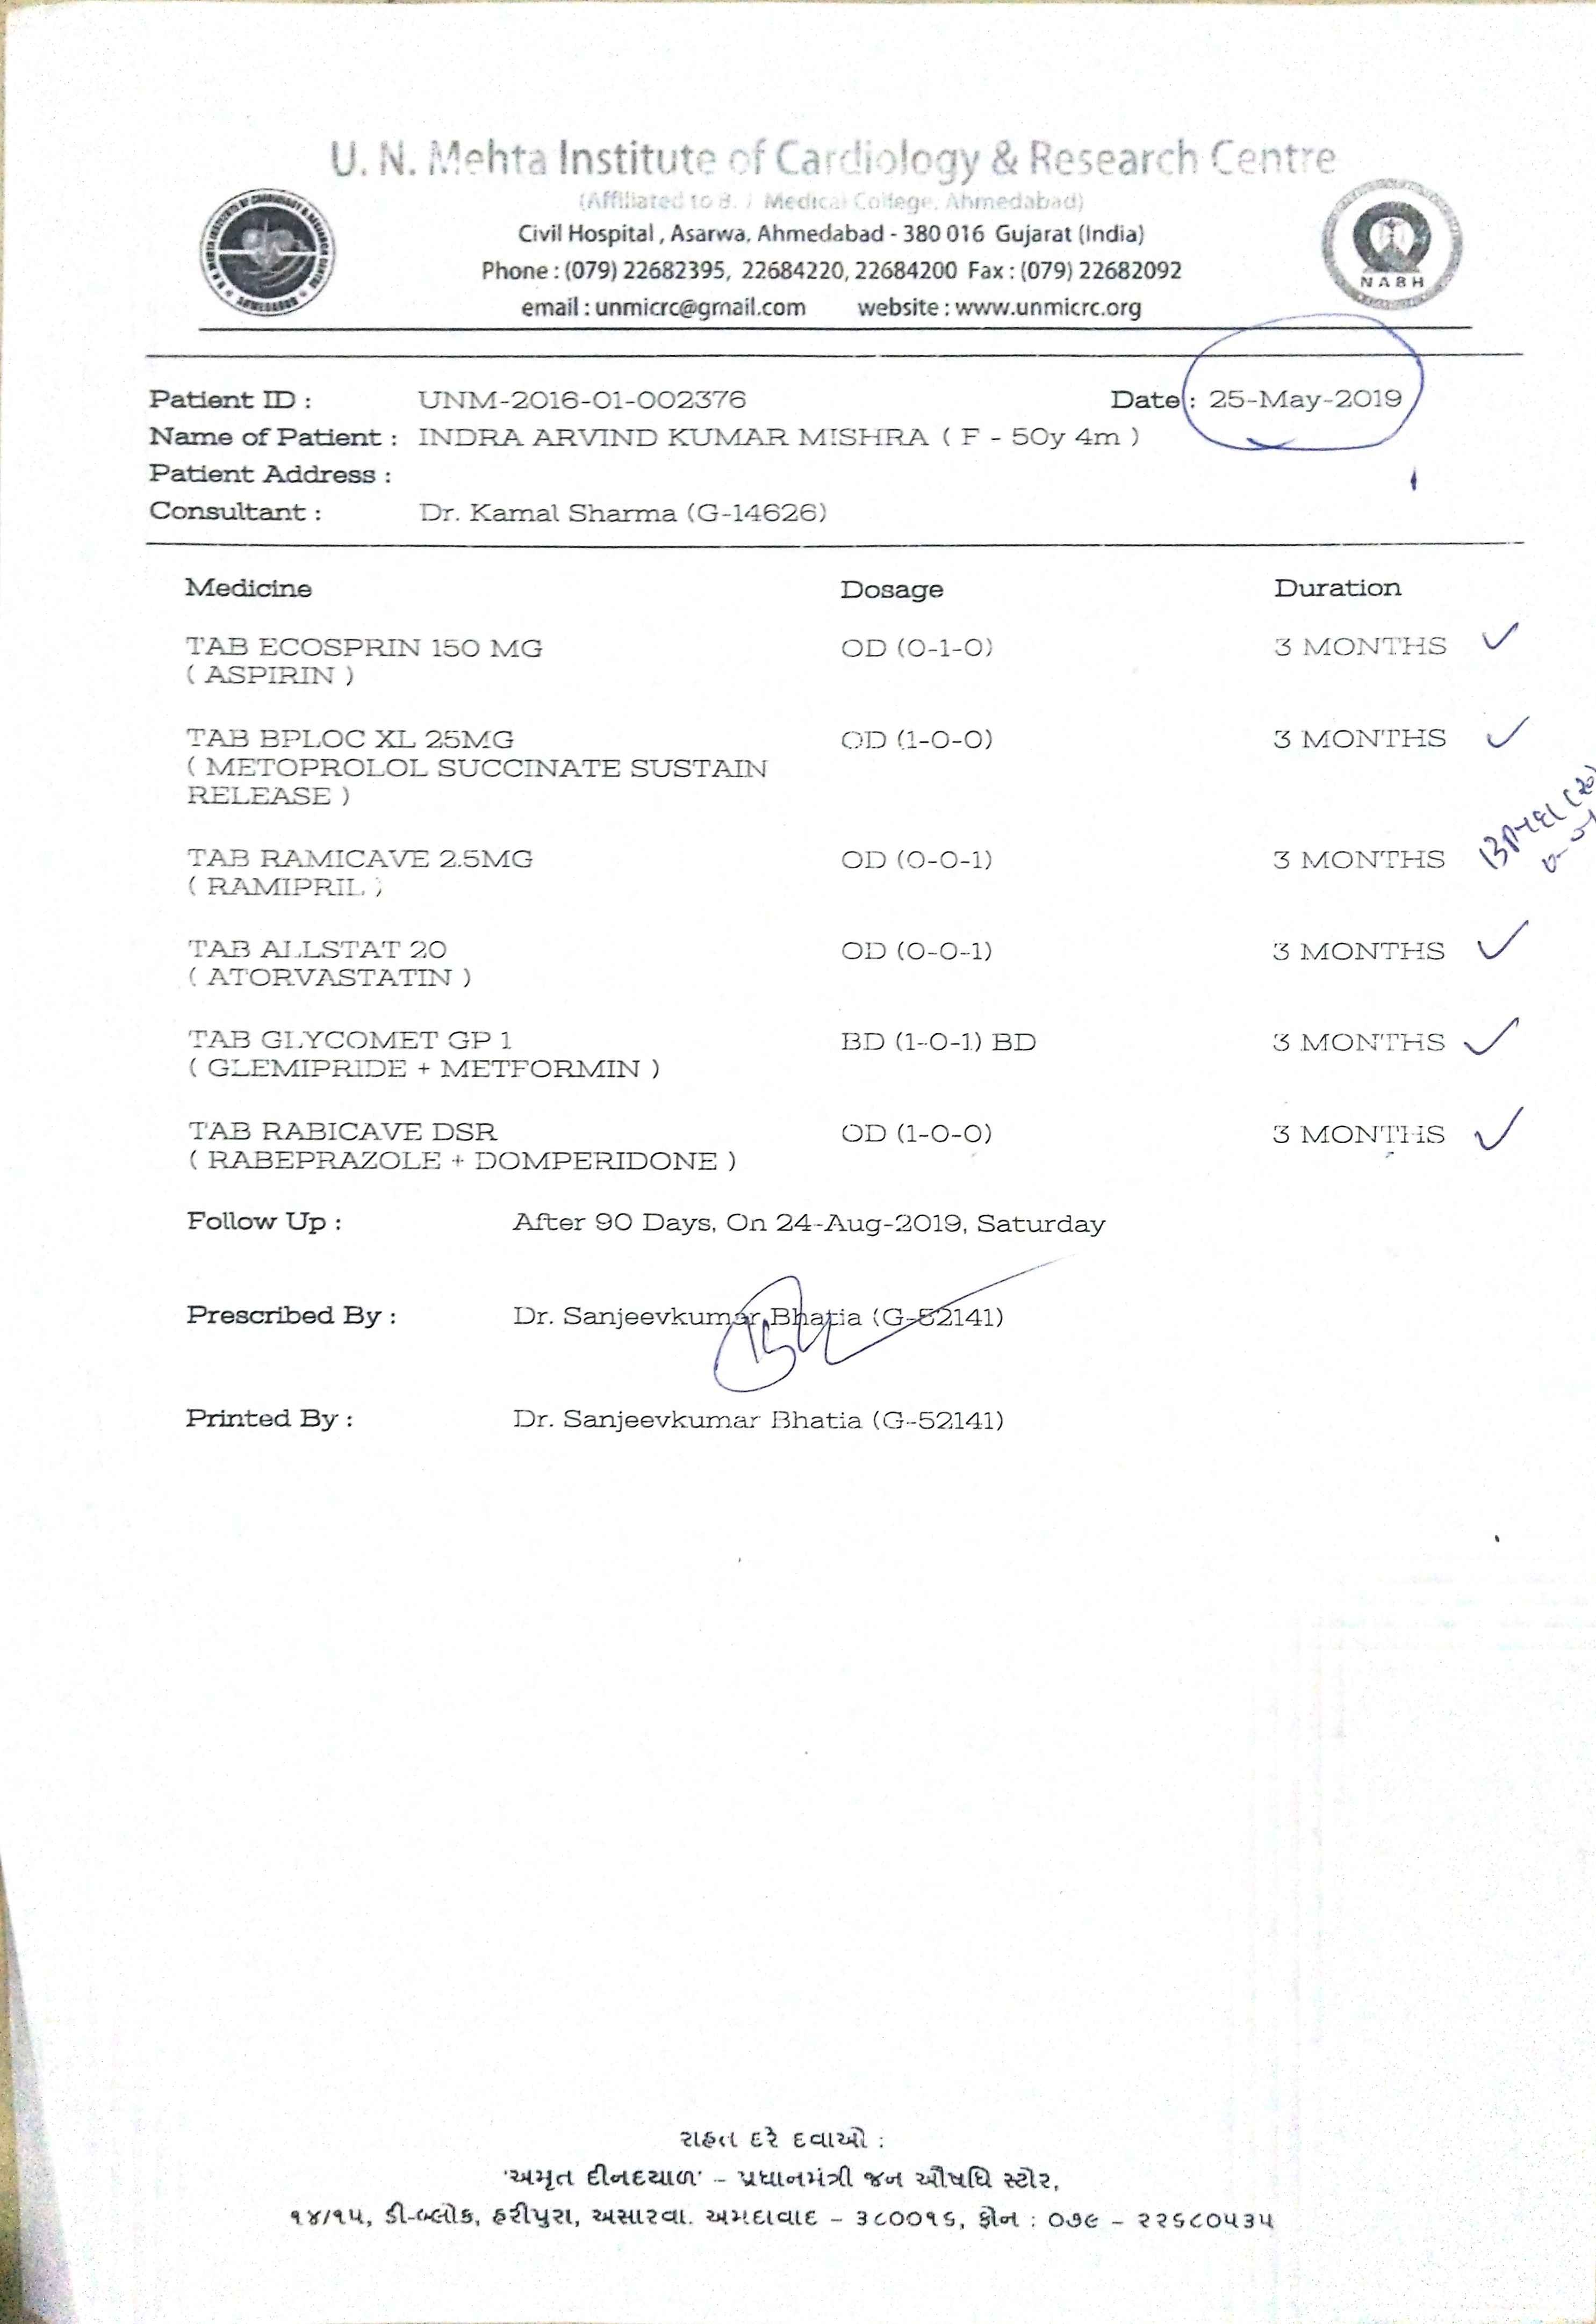 U. N. Mehta Institute of Cardiology & Research Centre
(Affiliated to B. J Medical College, Ahmedabad)
Civil Hospital, Asarwa, Ahmedabad - 380 016 Gujarat (India)
Phone : (079) 22682395, 22684220, 22684200 Fax : (079) 22682092
email : unmicrc@gmail.com website : www.unmicrc.org
NABH
Patient ID : UNM-2016-01-002376 Date : 25-May-2019
Name of Patient : INDRA ARVIND KUMAR MISHRA ( F - 50y 4m )
Patient Address :
Consultant : Dr. Kamal Sharma (G-14626)
Medicine Dosage Duration
TAB ECOSPRIN 150 MG OD (0-1-0) 3 MONTHS
( ASPIRIN )
TAB BPLOC XL 25MG OD (1-0-0) 3 MONTHS
( METOPROLOL SUCCINATE SUSTAIN
RELEASE )
TAB RAMICAVE 2.5MG OD (0-0-1) 3 MONTHS
( RAMIPRIL )
TAB ALLSTAT 20 OD (0-0-1) 3 MONTHS
( ATORVASTATIN )
TAB GLYCOMET GP 1 BD (1-0-1) BD 3 MONTHS
( GLEMIPRIDE + METFORMIN )
TAB RABICAVE DSR OD (1-0-0) 3 MONTHS
( RABEPRAZOLE + DOMPERIDONE )
Follow Up : After 90 Days, On 24-Aug-2019, Saturday
Prescribed By : Dr. Sanjeevkumar Bhatia (G-52141)
Printed By : Dr. Sanjeevkumar Bhatia (G-52141)
રાહત દરે દવાઓ :
'અમૃત દીનદયાળ' – પ્રધાનમંત્રી જન ઔષધિ સ્ટોર,
૧૪/૧૫, ડી-બ્લોક, હરીપુરા, અસારવા. અમદાવાદ – ૩૮૦૦૧૬, ફોન : ૦૭૯ – ૨૨૬૮૦૫૩૫